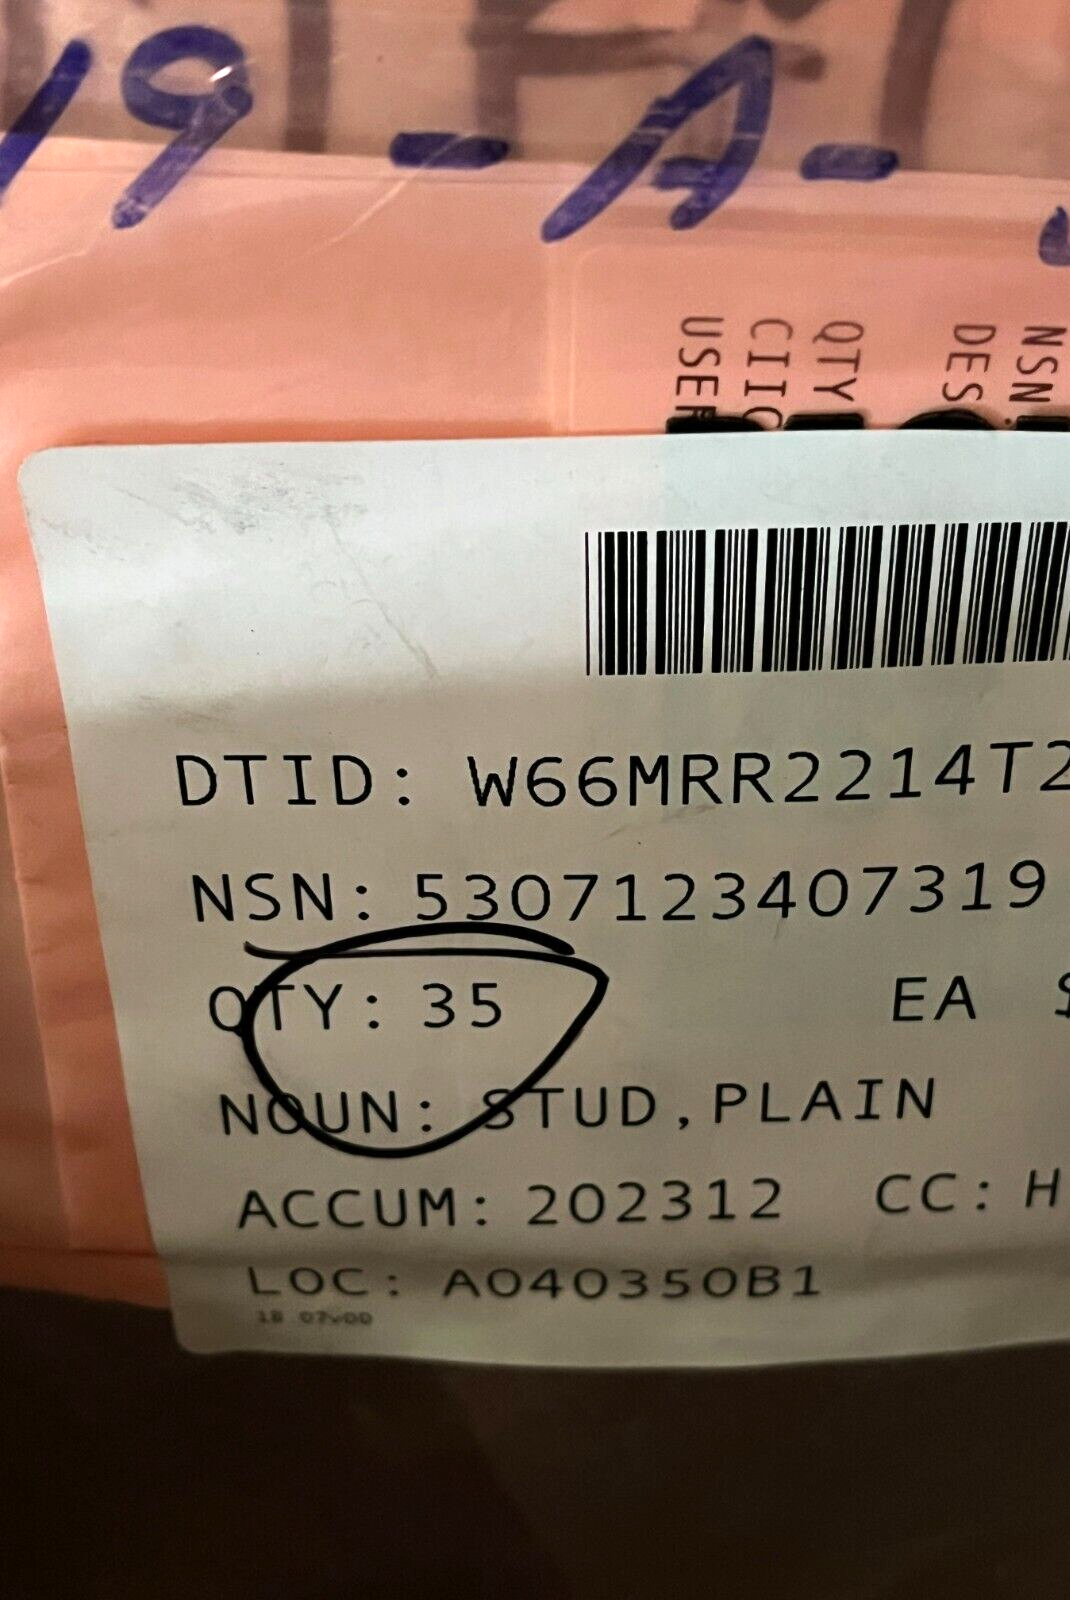 19-A-
NSN:
DES
QTY
CIIC
USER
DTID: W66MRR2214T2
NSN: 5307123407319
QTY: 35 EA $
NOUN: STUD,PLAIN
ACCUM: 202312 CC: H
LOC: A040350B1